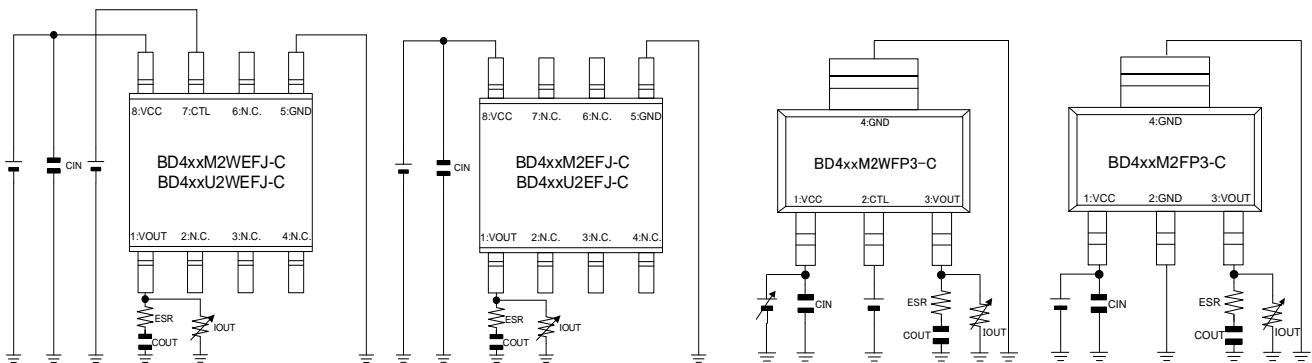 8:VCC 7:CTL 6:N.C. 5:GND
CIN
BD4xxM2WEFJ-C
BD4xxU2WEFJ-C
1:VOUT 2:N.C. 3:N.C. 4:N.C.
ESR
COUT
IOUT
8:VCC 7:N.C. 6:N.C. 5:GND
CIN
BD4xxM2EFJ-C
BD4xxU2EFJ-C
1:VOUT 2:N.C. 3:N.C. 4:N.C.
ESR
COUT
IOUT
4:GND
BD4xxM2WFP3-C
1:VCC 2:CTL 3:VOUT
CIN
ESR
COUT
IOUT
4:GND
BD4xxM2FP3-C
1:VCC 2:GND 3:VOUT
CIN
ESR
COUT
IOUT